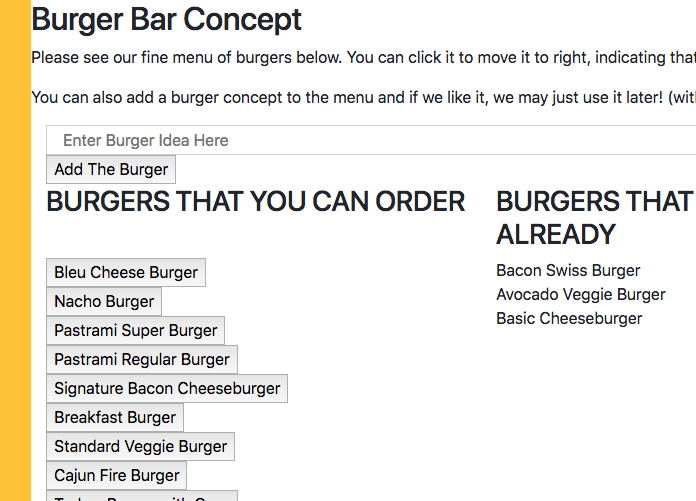 Burger Bar Concept
Please see our fine menu of burgers below. You can click it to move it to right, indicating that
You can also add a burger concept to the menu and if we like it, we may just use it later! (with
Enter Burger Idea Here
Add The Burger
BURGERS THAT YOU CAN ORDER
Bleu Cheese Burger
Nacho Burger
Pastrami Super Burger
Pastrami Regular Burger
Signature Bacon Cheeseburger
Breakfast Burger
Standard Veggie Burger
Cajun Fire Burger
BURGERS THAT
ALREADY
Bacon Swiss Burger
Avocado Veggie Burger
Basic Cheeseburger